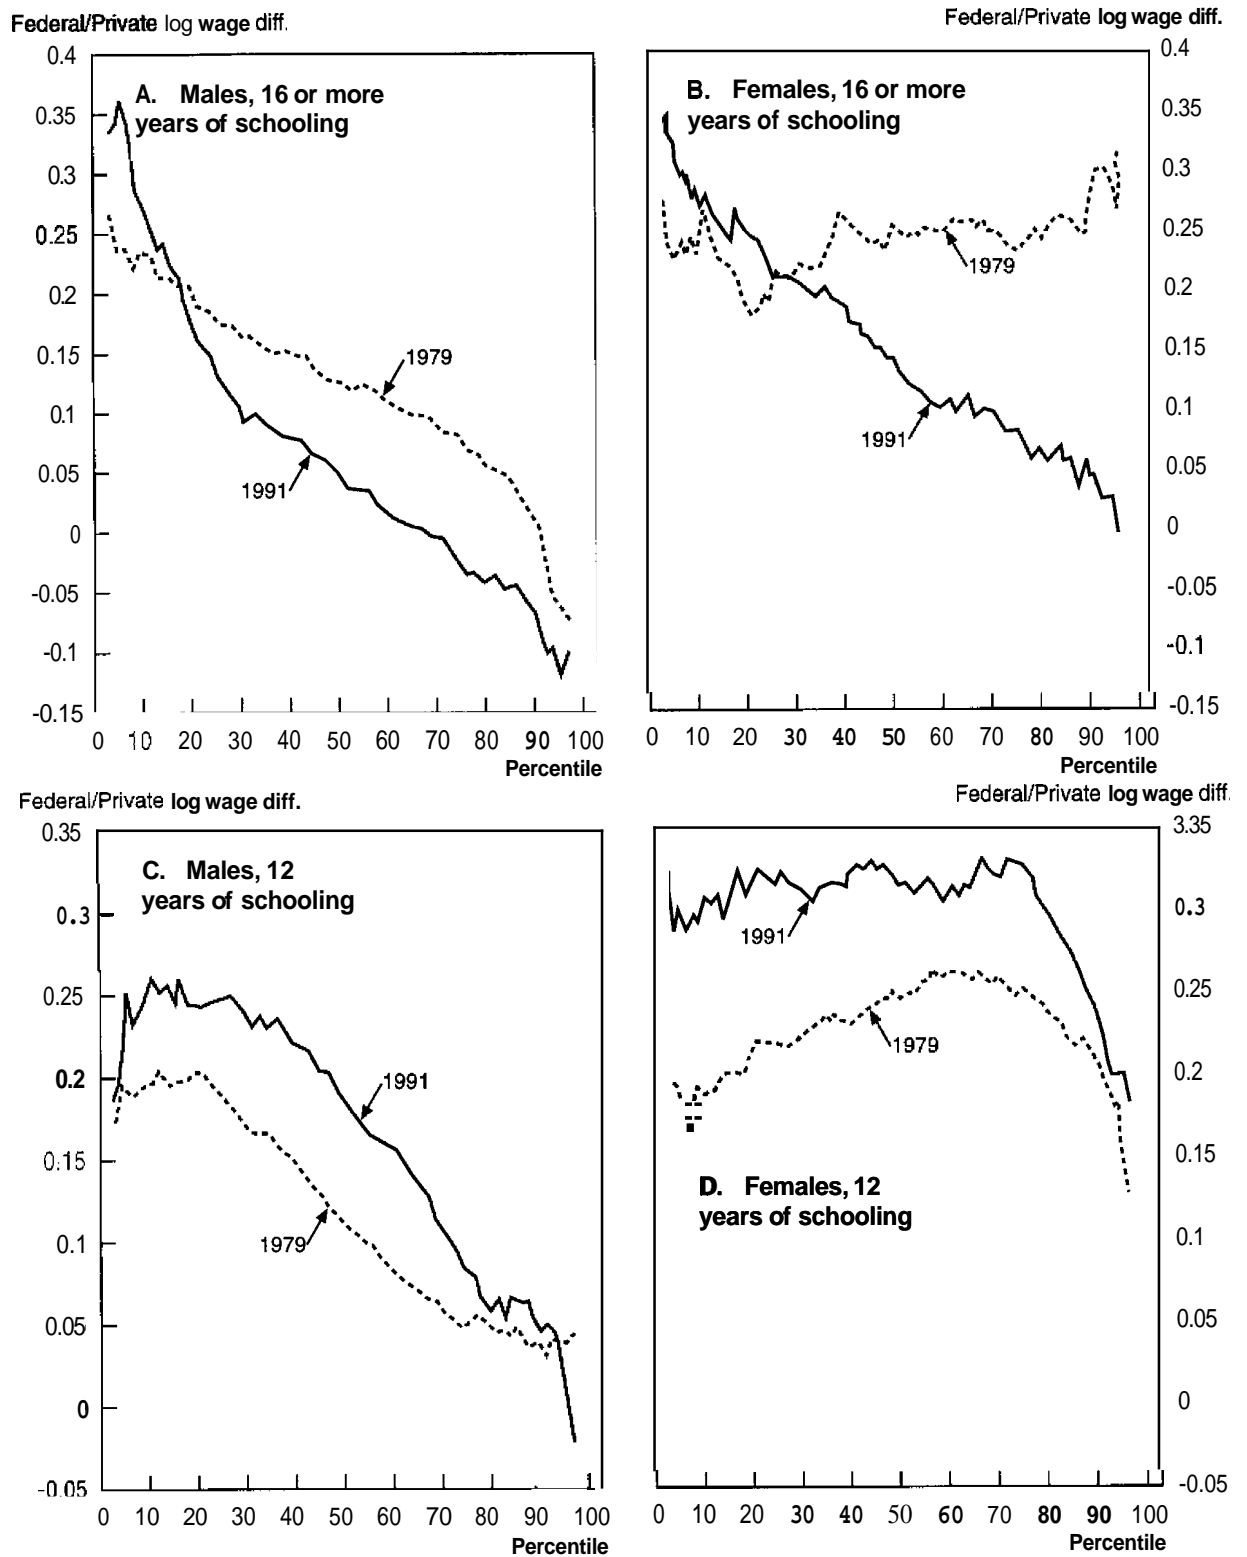 Federal/Private log wage diff.
0.4
0.35
0.3
0.25
0.2
0.15
0.1
0.05
0
-0.05
-0.1
-0.15
A. Males, 16 or more
years of schooling
1979
1991
0 10 20 30 40 50 60 70 80 90 100
Percentile
Federal/Private log wage diff.
B. Females, 16 or more
years of schooling
1979
1991
0.4
0.35
0.3
0.25
0.2
0.15
0.1
0.05
0
-0.05
-0.1
-0.15
0 10 20 30 40 50 60 70 80 90 100
Percentile
Federal/Private log wage diff.
0.35
0.3
0.25
0.2
0.15
0.1
0.05
0
-0.05
C. Males, 12
years of schooling
1991
1979
0 10 20 30 40 50 60 70 80 90 100
Percentile
Federal/Private log wage diff.
1991
1979
D. Females, 12
years of schooling
3.35
0.3
0.25
0.2
0.15
0.1
0.05
0
-0.05
0 10 20 30 40 50 60 70 80 90 100
Percentile